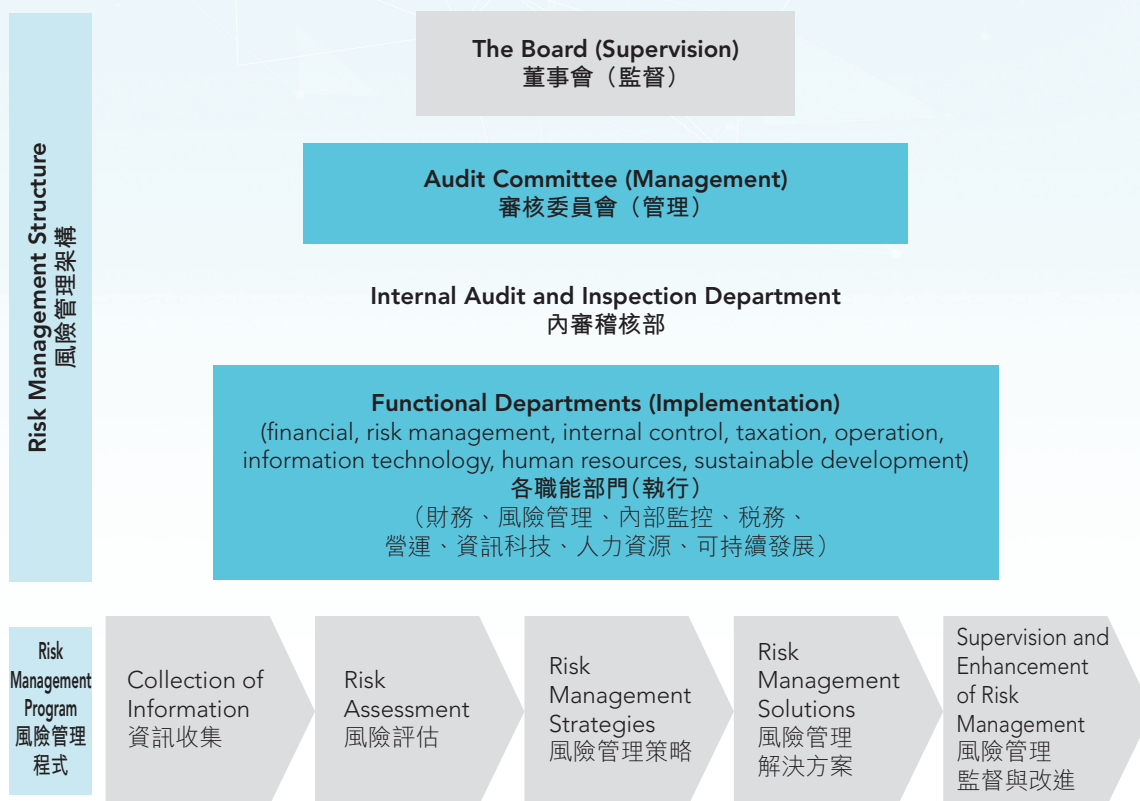 Risk Management Structure
風險管理架構
The Board (Supervision)
董事會（監督）
Audit Committee (Management)
審核委員會（管理）
Internal Audit and Inspection Department
內審稽核部
Functional Departments (Implementation)
(financial, risk management, internal control, taxation, operation,
information technology, human resources, sustainable development)
各職能部門（執行）
（財務、風險管理、內部監控、稅務、
營運、資訊科技、人力資源、可持續發展）
Risk
Management
Program
風險管理
程式
Collection of
Information
資訊收集
Risk
Assessment
風險評估
Risk
Management
Strategies
風險管理策略
Risk
Management
Solutions
風險管理
解決方案
Supervision and
Enhancement
of Risk
Management
風險管理
監督與改進